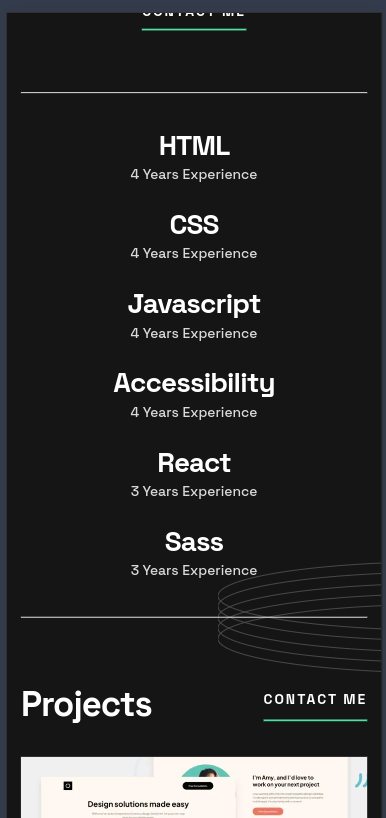 CONTACT ME
HTML
4 Years Experience
CSS
4 Years Experience
Javascript
4 Years Experience
Accessibility
4 Years Experience
React
3 Years Experience
Sass
3 Years Experience
Projects
CONTACT ME
I'm Amy, and I'd love to
work on your next project
Design solutions made easy